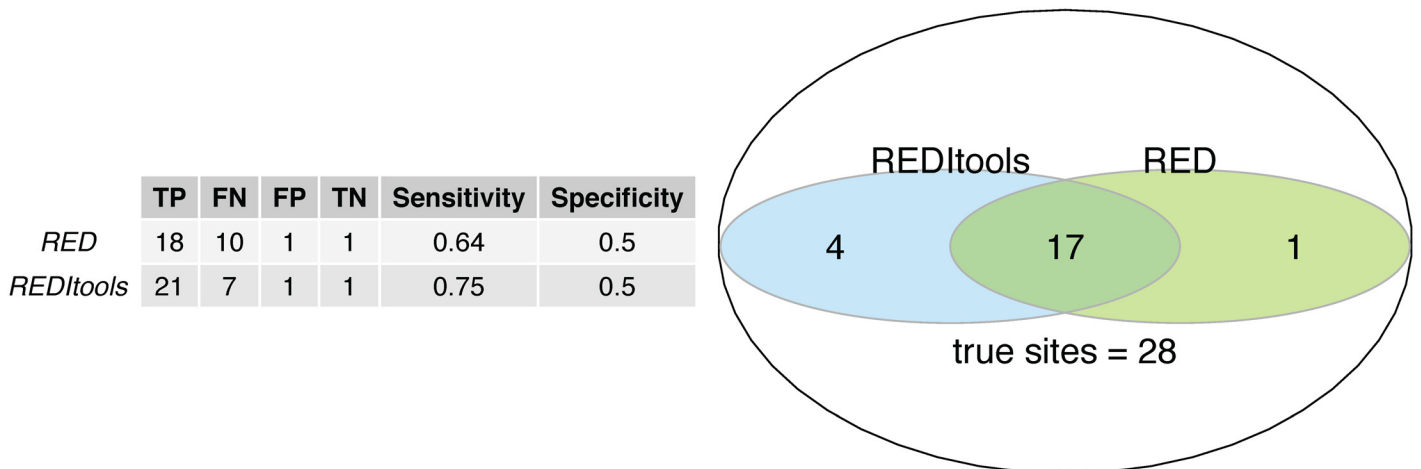 TP FN FP TN Sensitivity Specificity
RED 18 10 1 1 0.64 0.5
REDItools 21 7 1 1 0.75 0.5
REDItools RED
4 17 1
true sites = 28